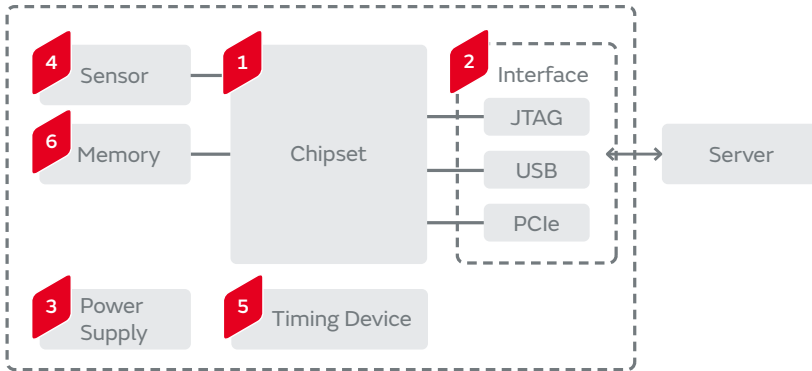 4
Sensor
1
Chipset
2
Interface
JTAG
USB
PCIe
Server
6
Memory
3
Power
Supply
5
Timing Device